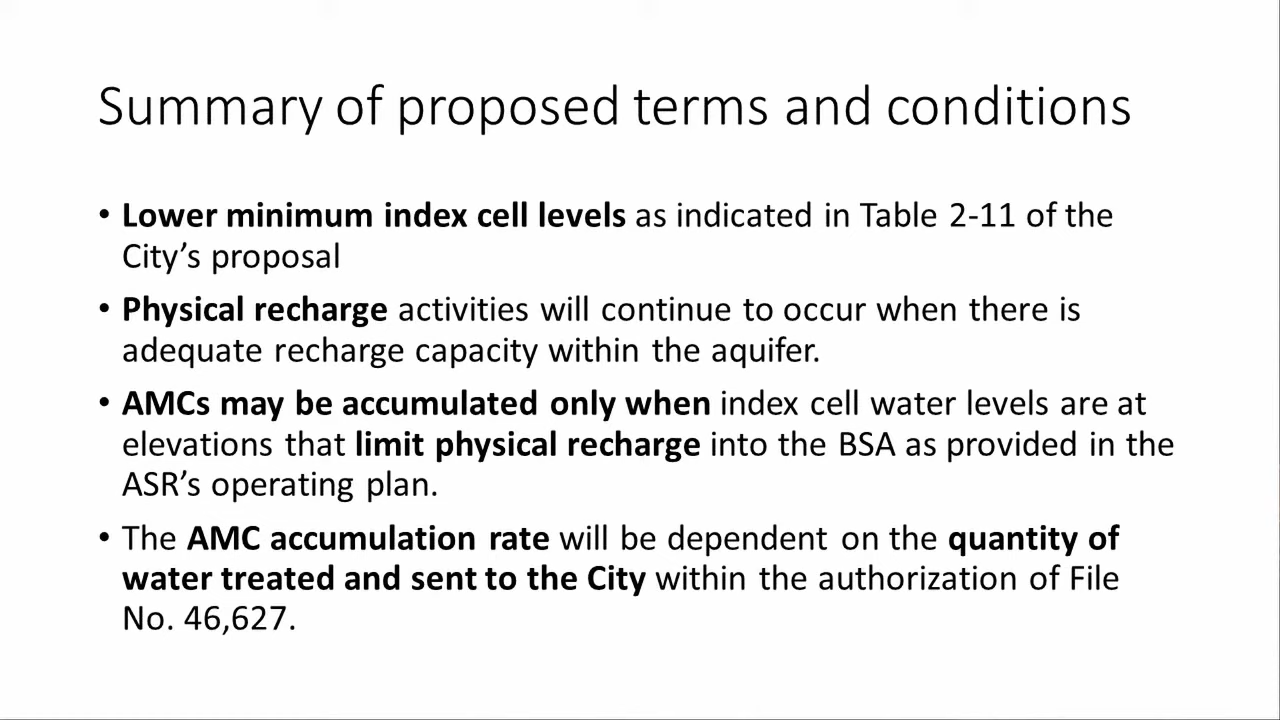 Summary of proposed terms and conditions
• Lower minimum index cell levels as indicated in Table 2-11 of the
City’s proposal
• Physical recharge activities will continue to occur when there is
adequate recharge capacity within the aquifer.
• AMCs may be accumulated only when index cell water levels are at
elevations that limit physical recharge into the BSA as provided in the
ASR’s operating plan.
• The AMC accumulation rate will be dependent on the quantity of
water treated and sent to the City within the authorization of File
No. 46,627.